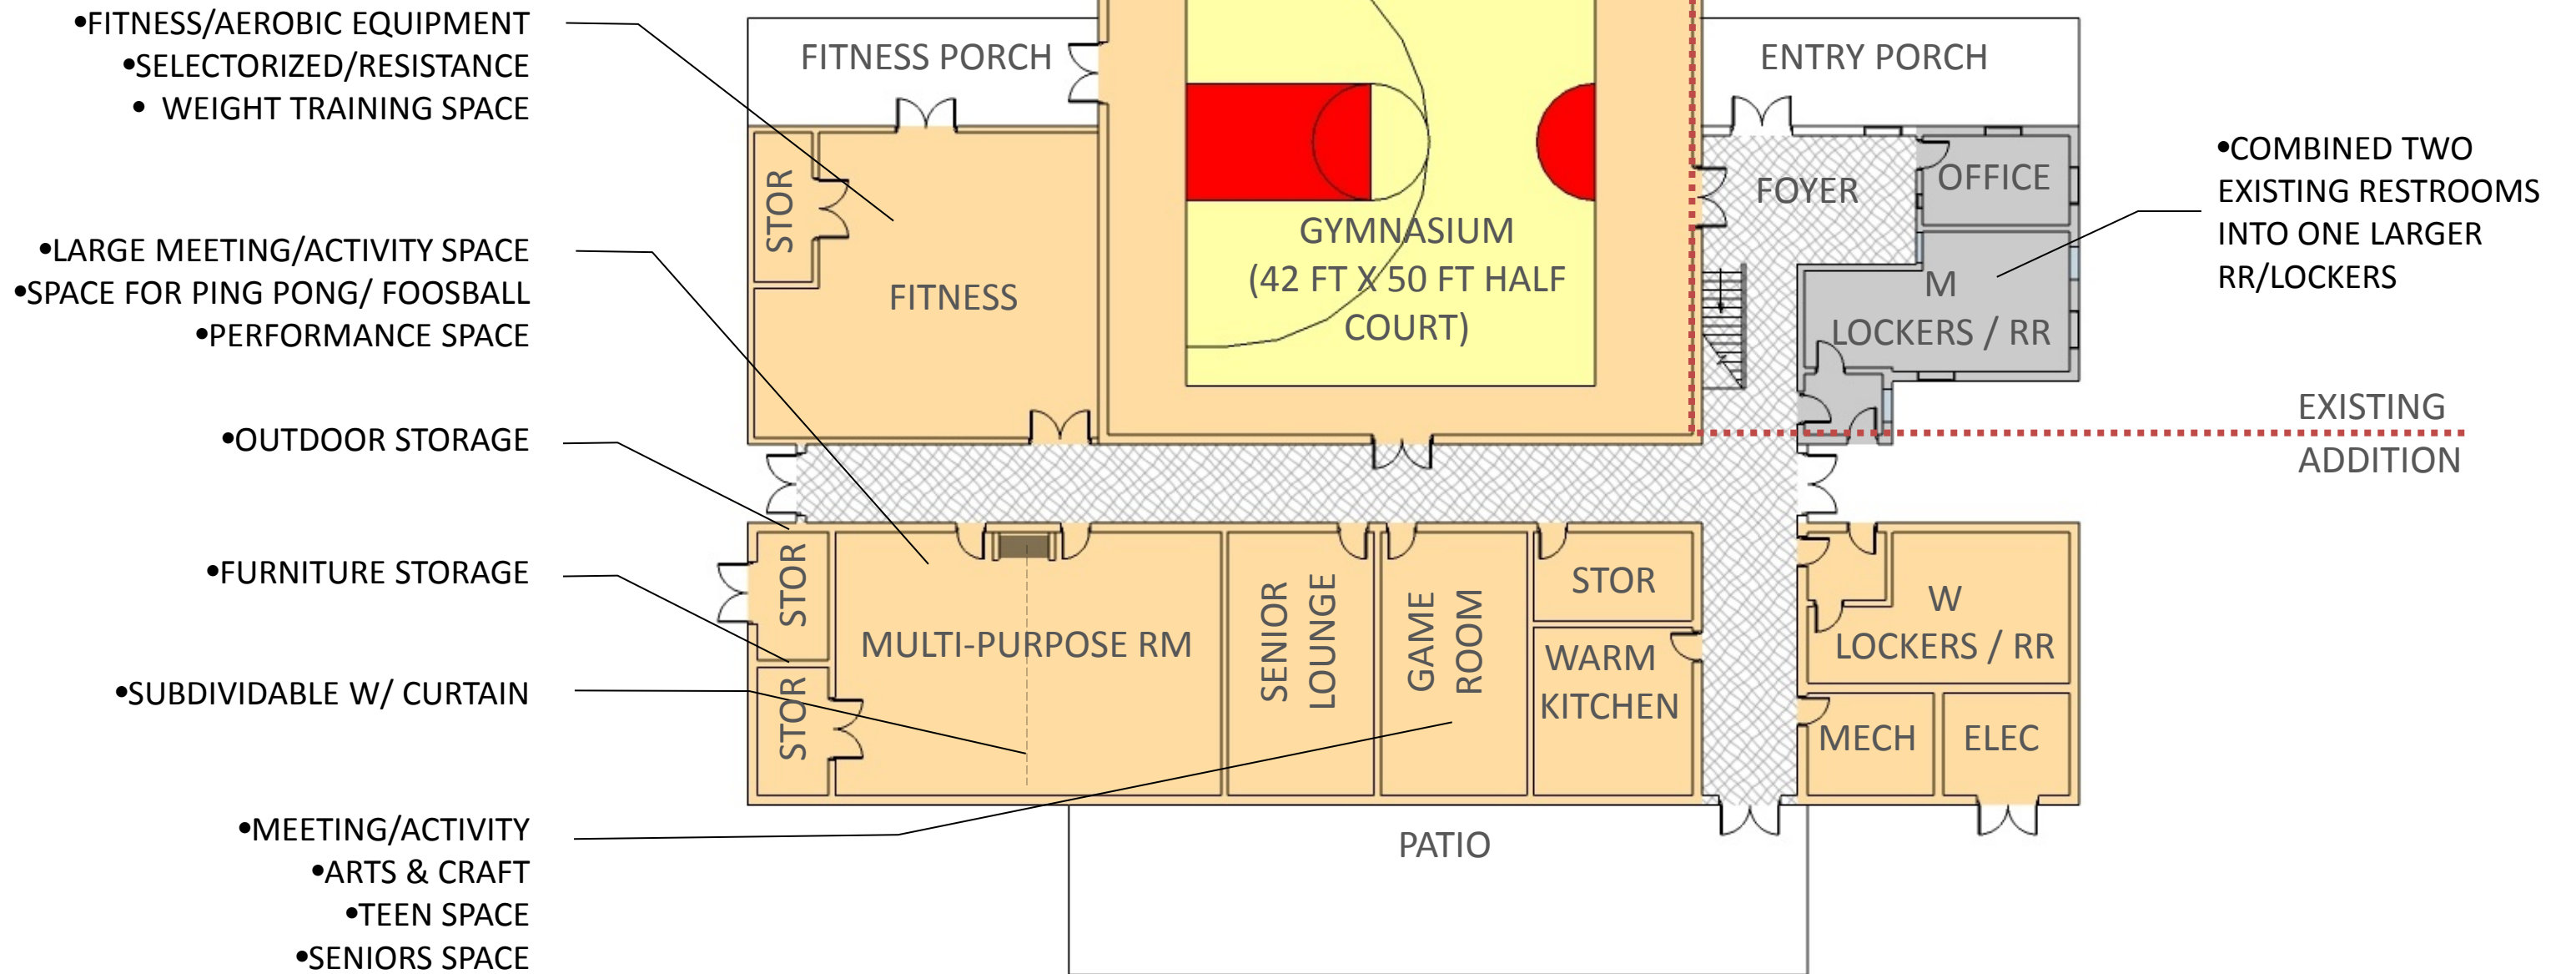 •FITNESS/AEROBIC EQUIPMENT
•SELECTORIZED/RESISTANCE
• WEIGHT TRAINING SPACE
•LARGE MEETING/ACTIVITY SPACE
•SPACE FOR PING PONG/ FOOSBALL
•PERFORMANCE SPACE
•OUTDOOR STORAGE
•FURNITURE STORAGE
•SUBDIVIDABLE W/ CURTAIN
•MEETING/ACTIVITY
•ARTS & CRAFT
•TEEN SPACE
•SENIORS SPACE
FITNESS PORCH
STOR
FITNESS
GYMNASIUM
(42 FT X 50 FT HALF
COURT)
ENTRY PORCH
FOYER
OFFICE
M
LOCKERS / RR
•COMBINED TWO
EXISTING RESTROOMS
INTO ONE LARGER
RR/LOCKERS
EXISTING
ADDITION
STOR
STOR
MULTI-PURPOSE RM
SENIOR
LOUNGE
GAME
ROOM
STOR
WARM
KITCHEN
W
LOCKERS / RR
MECH
ELEC
PATIO